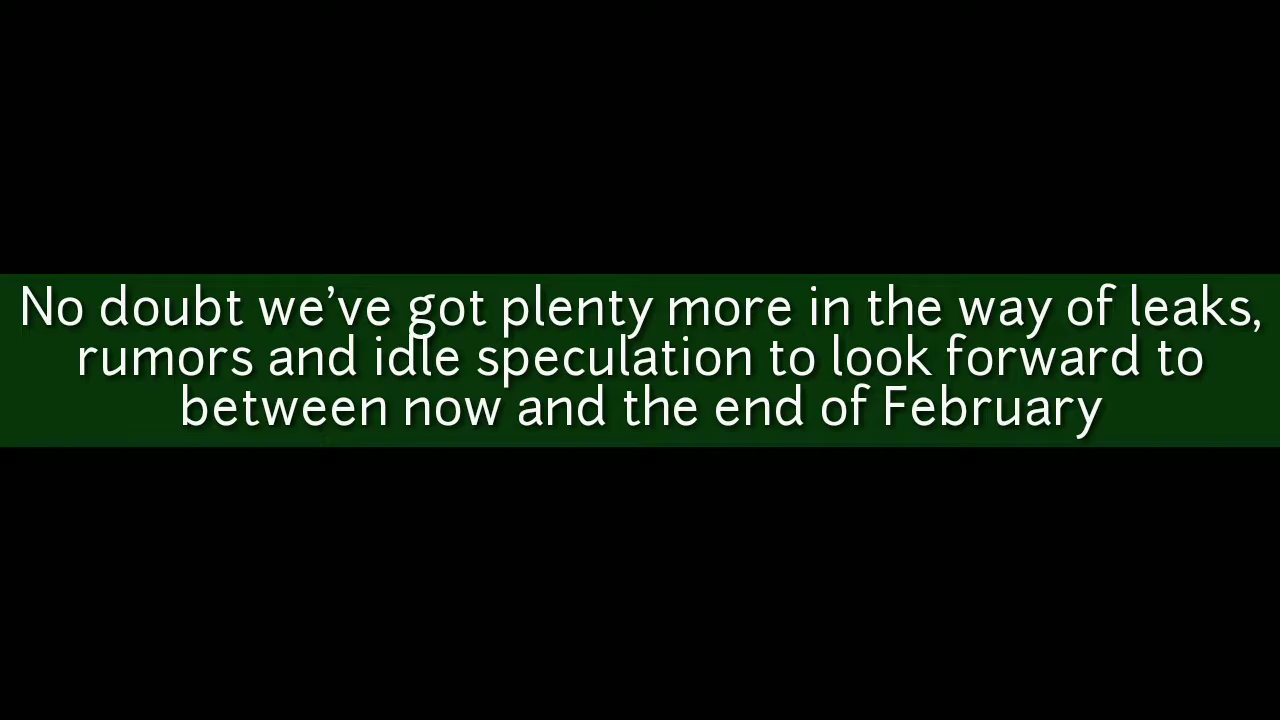 No doubt we’ve got plenty more in the way of leaks,
rumors and idle speculation to look forward to
between now and the end of February